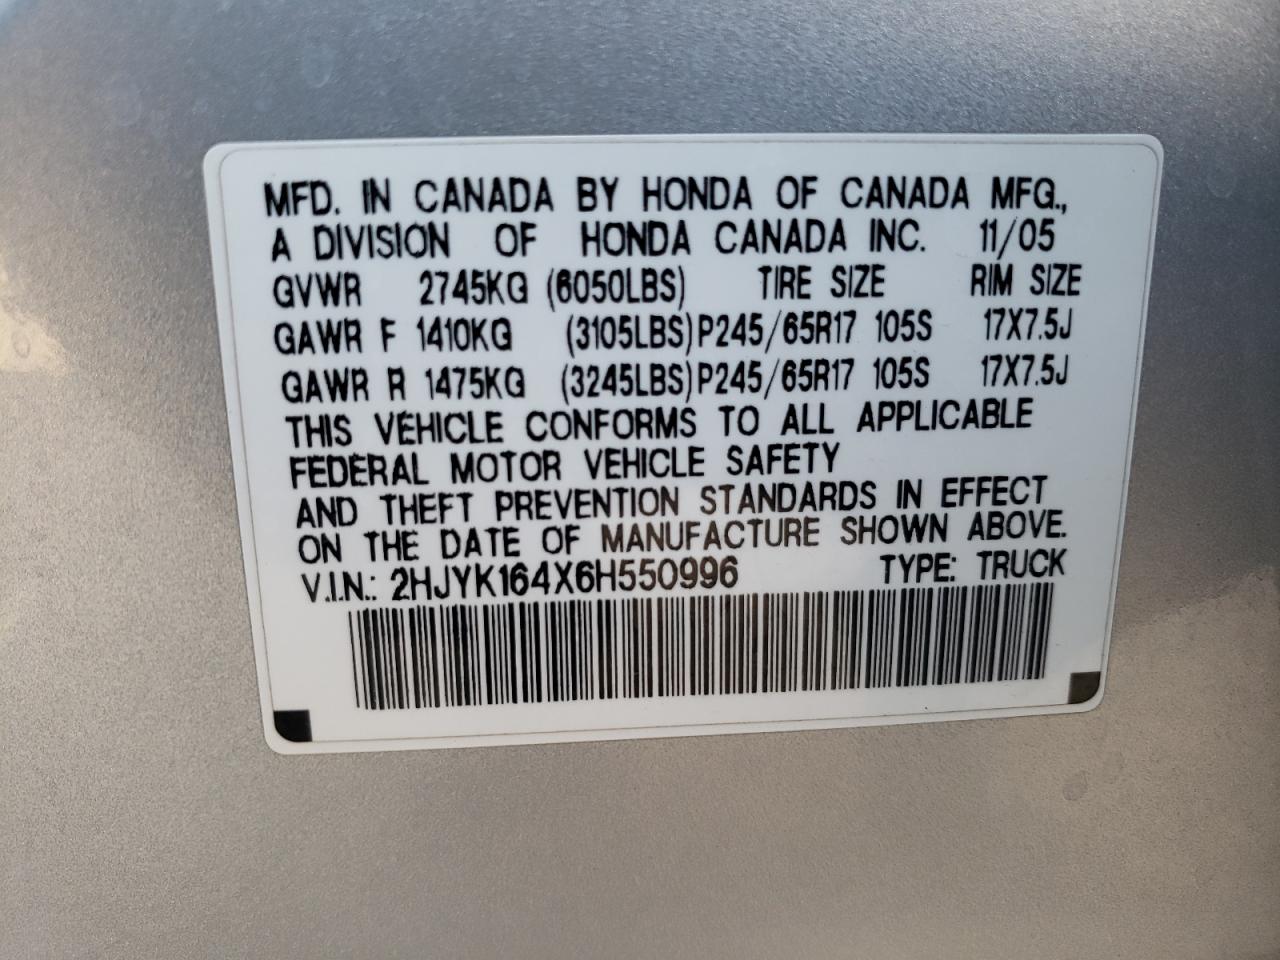 MFD. IN CANADA BY HONDA OF CANADA MFG.,
A DIVISION OF HONDA CANADA INC. 11/05
GVWR 2745KG (6050LBS) TIRE SIZE RIM SIZE
GAWR F 1410KG (3105LBS) P245/65R17 105S 17X7.5J
GAWR R 1475KG (3245LBS) P245/65R17 105S 17X7.5J
THIS VEHICLE CONFORMS TO ALL APPLICABLE
FEDERAL MOTOR VEHICLE SAFETY
AND THEFT PREVENTION STANDARDS IN EFFECT
ON THE DATE OF MANUFACTURE SHOWN ABOVE.
V.I.N.: 2HJYK164X6H550996 TYPE: TRUCK